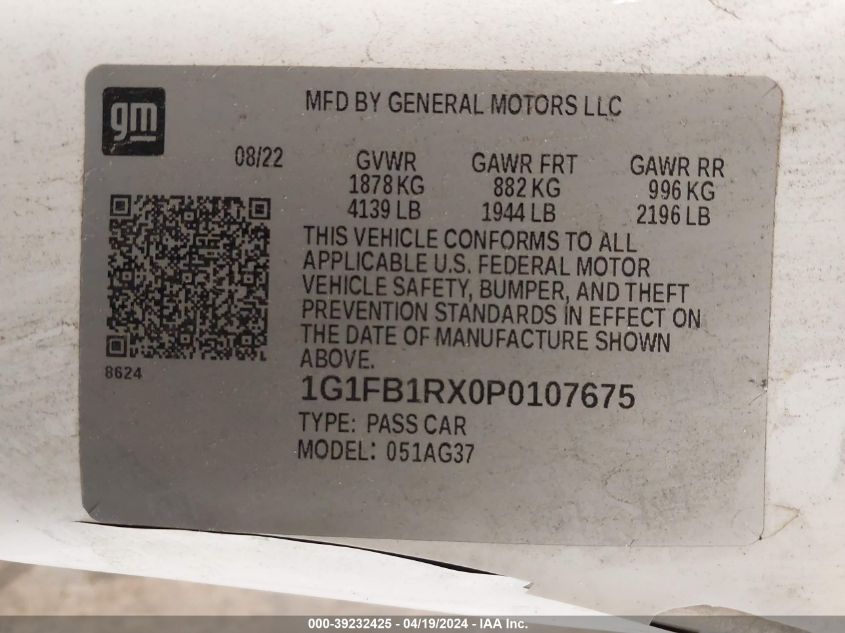 gm
MFD BY GENERAL MOTORS LLC
08/22 GVWR GAWR FRT GAWR RR
1878 KG 882 KG 996 KG
4139 LB 1944 LB 2196 LB
THIS VEHICLE CONFORMS TO ALL
APPLICABLE U.S. FEDERAL MOTOR
VEHICLE SAFETY, BUMPER, AND THEFT
PREVENTION STANDARDS IN EFFECT ON
THE DATE OF MANUFACTURE SHOWN
ABOVE.
8624
1G1FB1RX0P0107675
TYPE: PASS CAR
MODEL: 051AG37
000-39232425 - 04/19/2024 - IAA Inc.